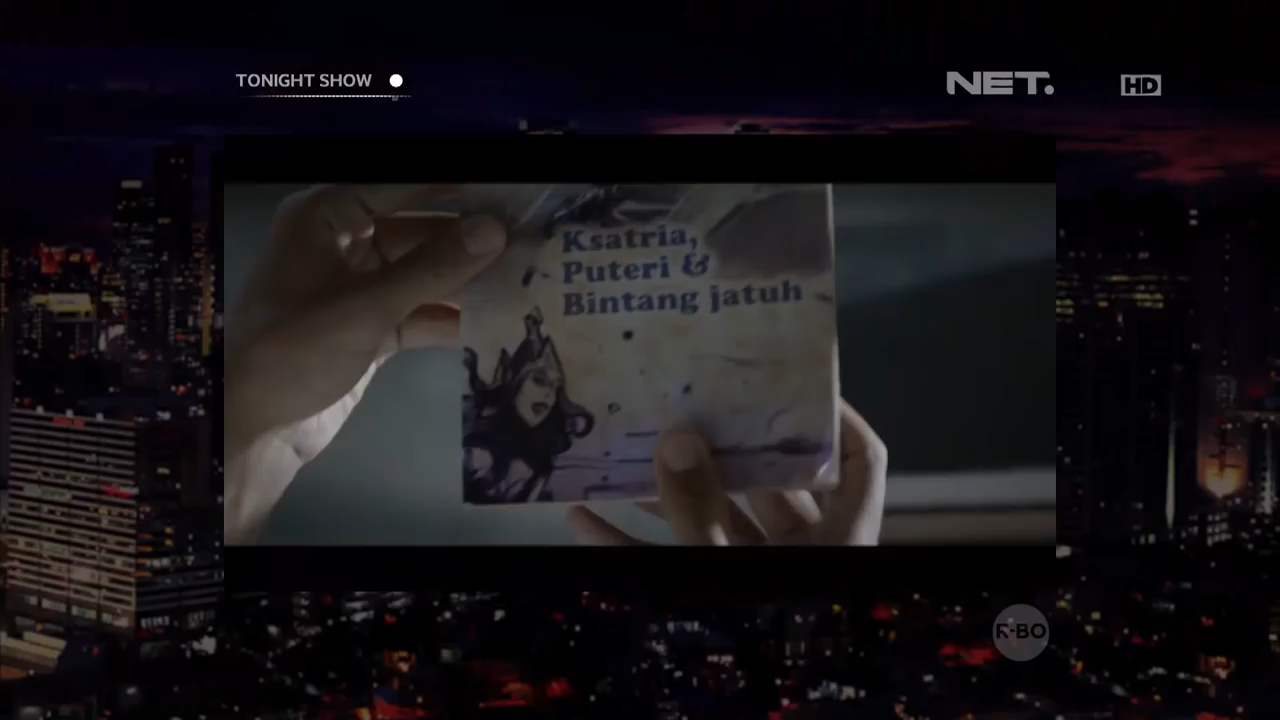 TONIGHT SHOW
NET.
HD
Ksatria,
Puteri &
Bintang jatuh
R-BO